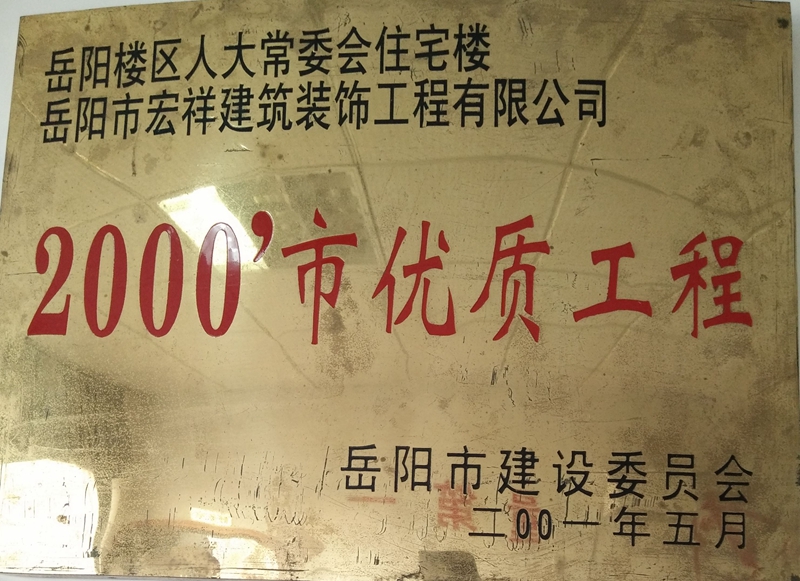 岳阳楼区人大常委会住宅楼
岳阳市宏祥建筑装饰工程有限公司
2000'市优质工程
岳阳市建设委员会
二00一年五月